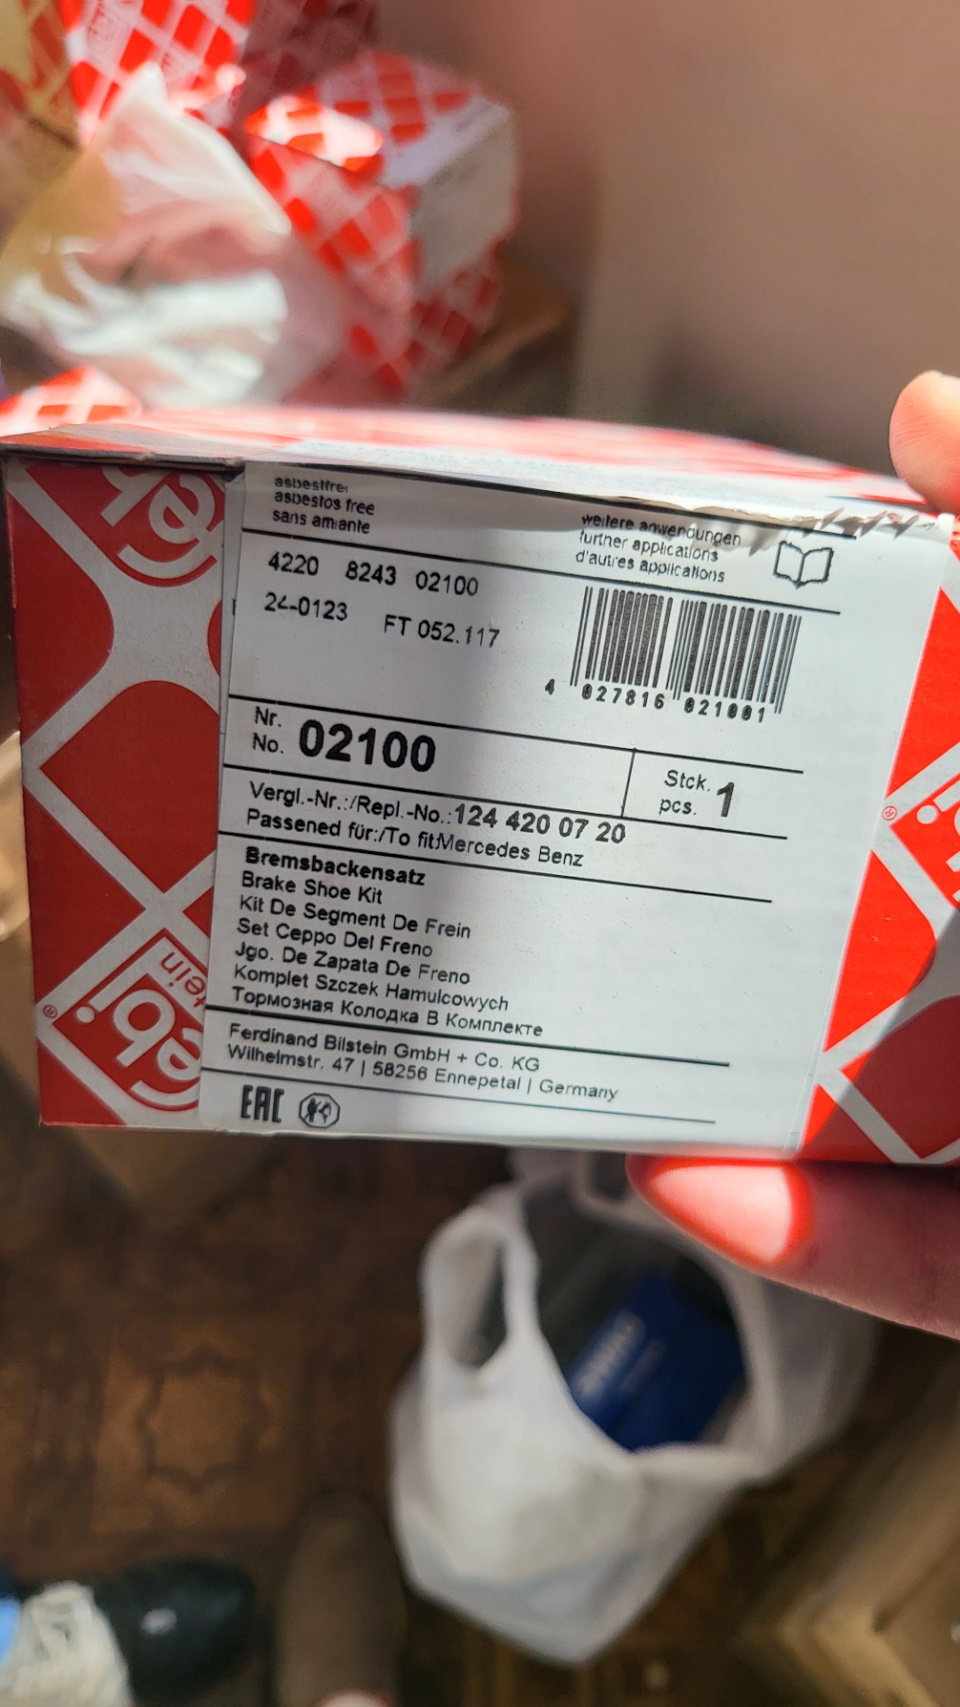 asbestfrei
asbestos free
sans amiante
weitere anwendungen
further applications
d'autres applications
4220 8243 02100
24-0123 FT 052.117
4 027816 021001
Nr.
No. 02100
Stck.
pcs. 1
Vergl.-Nr.:/Repl.-No.:124 420 07 20
Passened für:/To fit:Mercedes Benz
Bremsbackensatz
Brake Shoe Kit
Kit De Segment De Frein
Set Ceppo Del Freno
Jgo. De Zapata De Freno
Komplet Szczek Hamulcowych
Тормозная Колодка В Комплекте
Ferdinand Bilstein GmbH + Co. KG
Wilhelmstr. 47 | 58256 Ennepetal | Germany
EAC
febi
stein